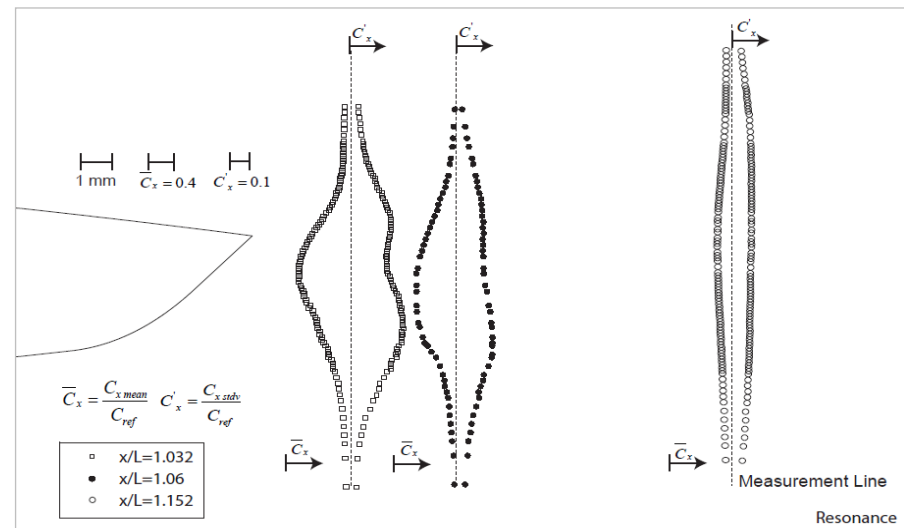 C'x C'x C'x
1 mm C̅x = 0.4 C'x = 0.1
C̅x = Cx mean / Cref C'x = Cx stdv / Cref
x/L=1.032
x/L=1.06
x/L=1.152
C̅x C̅x C̅x
Measurement Line
Resonance